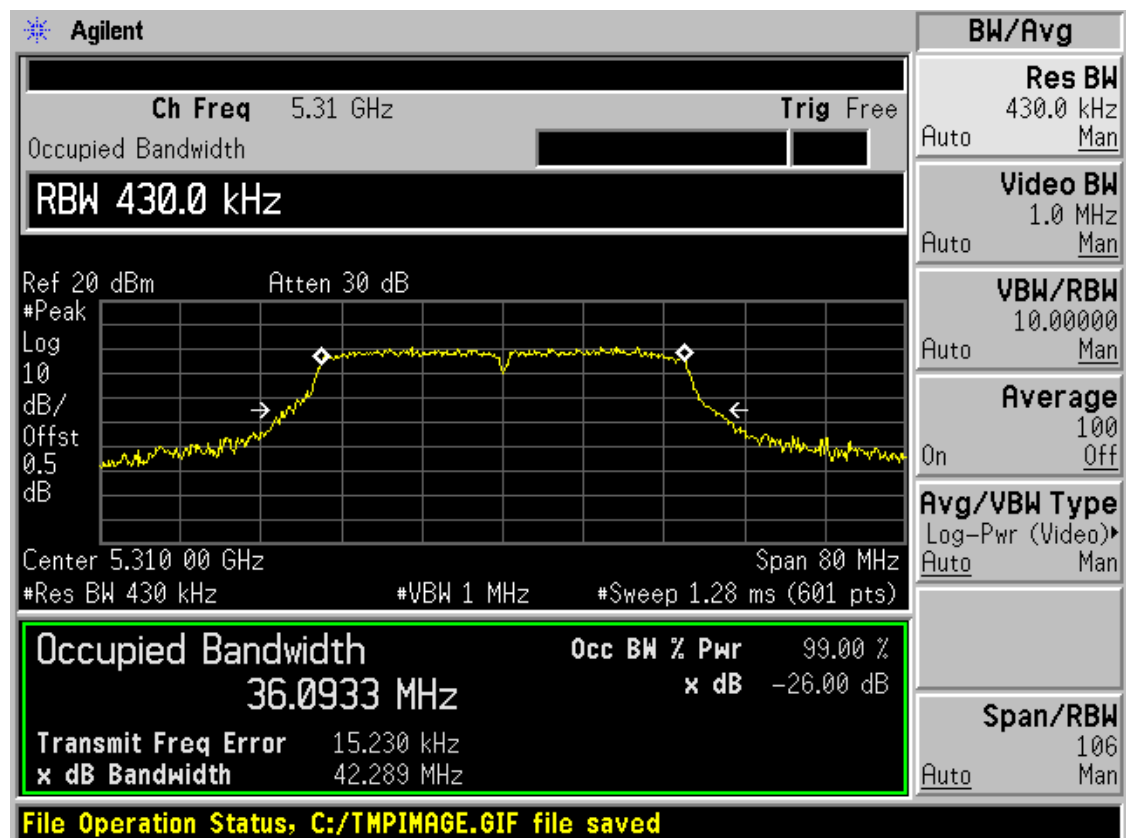 Agilent
Ch Freq 5.31 GHz Trig Free
Occupied Bandwidth
RBW 430.0 kHz
Ref 20 dBm Atten 30 dB
#Peak
Log
10
dB/
Offst
0.5
dB
Center 5.310 00 GHz Span 80 MHz
#Res BW 430 kHz #VBW 1 MHz #Sweep 1.28 ms (601 pts)
Occupied Bandwidth
36.0933 MHz
Occ BW % Pwr 99.00 %
x dB -26.00 dB
Transmit Freq Error 15.230 kHz
x dB Bandwidth 42.289 MHz
File Operation Status, C:/TMPIMAGE.GIF file saved
BW/Avg
Res BW
430.0 kHz
Auto Man
Video BW
1.0 MHz
Auto Man
VBW/RBW
10.00000
Auto Man
Average
100
On Off
Avg/VBW Type
Log-Pwr (Video)
Auto Man
Span/RBW
106
Auto Man